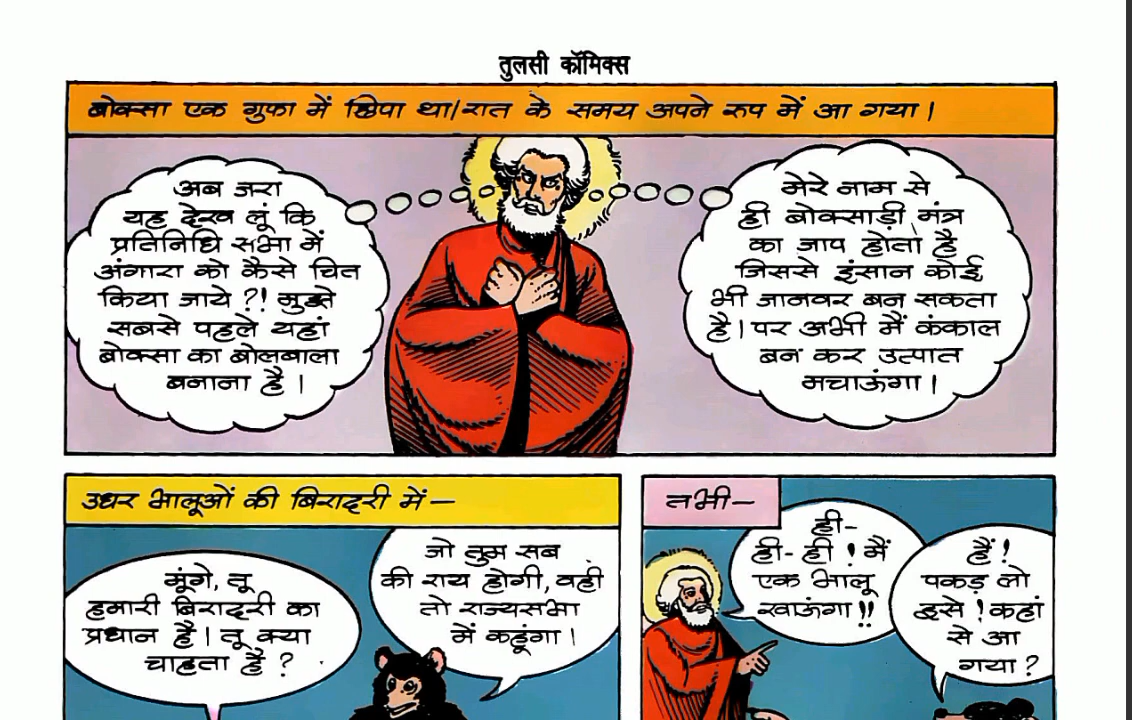 तुलसी कॉमिक्स
बोक्सा एक गुफा में छिपा था। रात के समय अपने रूप में आ गया।
अब जरा
यह देख लूं कि
प्रतिनिधि सभा में
अंगारा को कैसे चित
किया जाये ?! मुझे
सबसे पहले यहां
बोक्सा का बोलबाला
बनाना है।
मेरे नाम से
ही बोक्साड़ी मंत्र
का जाप होता है
जिससे इंसान कोई
भी जानवर बन सकता
है। पर अभी मैं कंकाल
बन कर उत्पात
मचाऊंगा।
उधर भालूओं की बिरादरी में—
मूंगे, तू
हमारी बिरादरी का
प्रधान है। तू क्या
चाहता है ?
जो तुम सब
की राय होगी, वही
तो राज्यसभा
में कहूंगा।
तभी—
ही-
ही-ही ! मैं
एक भालू
खाऊंगा !!
हैं !
पकड़ लो
इसे ! कहां
से आ
गया ?